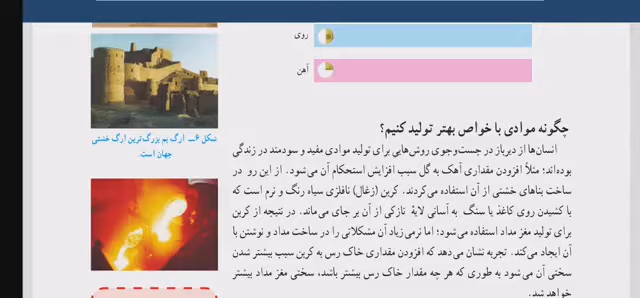 روی
آهن
شکل ۶ــ ارگ بم بزرگ‌ترین ارگ خشتی
جهان است.
چگونه موادی با خواص بهتر تولید کنیم؟
انسان‌ها از دیرباز در جست‌وجوی روش‌هایی برای تولید موادی مفید و سودمند در زندگی
بوده‌اند؛ مثلاً افزودن مقداری آهک به گل سبب افزایش استحکام آن می‌شود. از این رو در
ساخت بناهای خشتی از آن استفاده می‌کردند. کربن (زغال) نافلزی سیاه رنگ و نرم است که
با کشیدن روی کاغذ یا سنگ به آسانی لایهٔ نازکی از آن بر جای می‌ماند. در نتیجه از کربن
برای تولید مغز مداد استفاده می‌شود؛ اما نرمی زیاد آن مشکلاتی را در ساخت مداد و نوشتن با
آن ایجاد می‌کند. تجربه نشان می‌دهد که افزودن مقداری خاک رس به کربن سبب بیشتر شدن
سختی آن می‌شود به طوری که هر چه مقدار خاک رس بیشتر باشد، سختی مغز مداد بیشتر
خواهد شد.